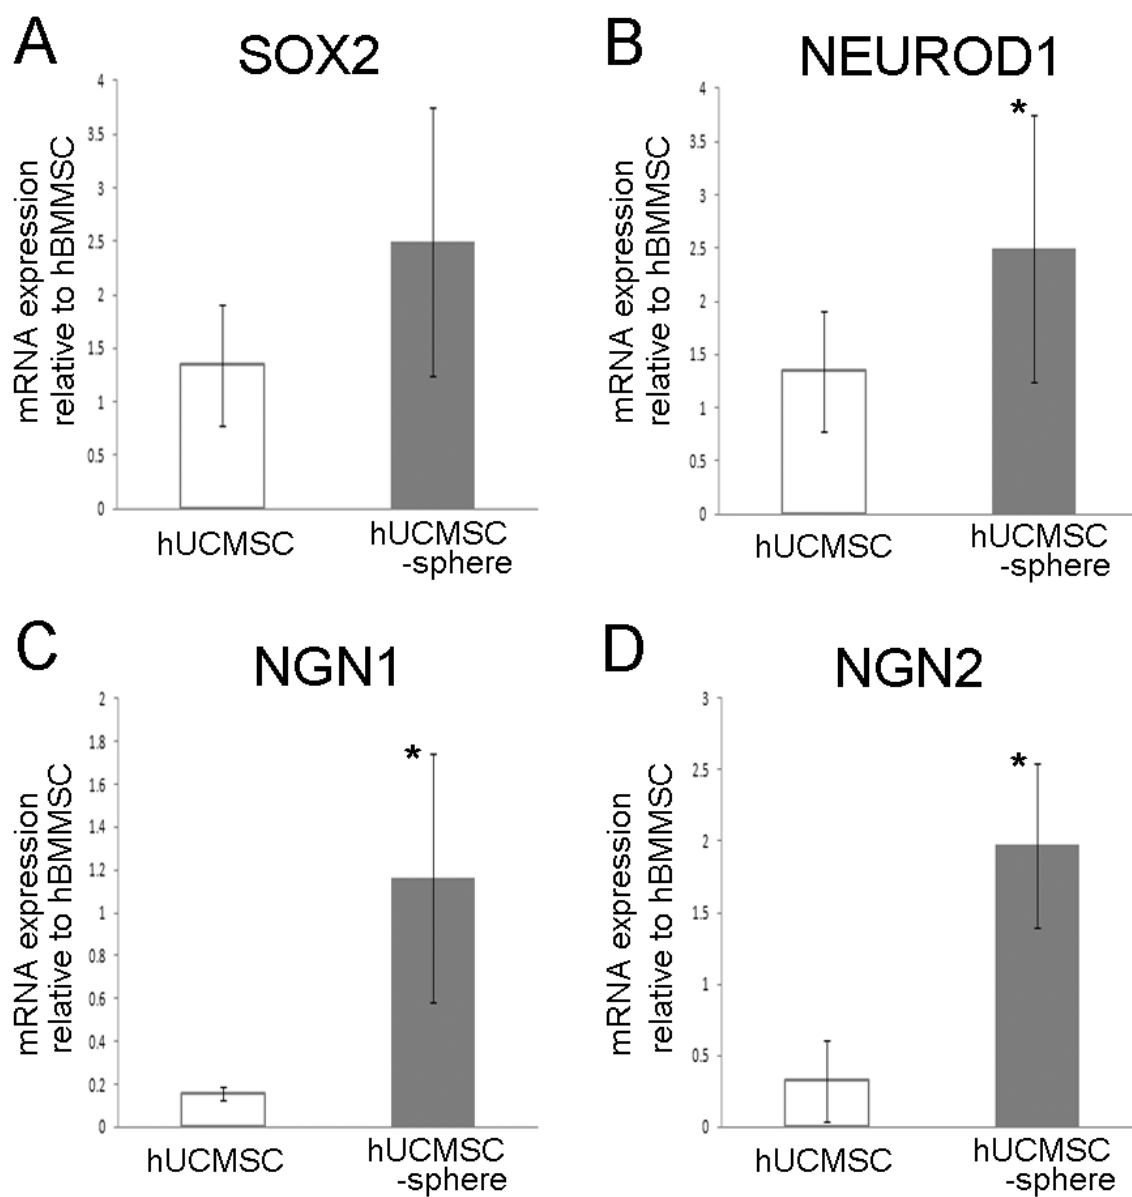 A
SOX2
mRNA expression
relative to hBMMSC
4
3.5
3
2.5
2
1.5
1
0.5
0
hUCMSC
hUCMSC
-sphere
B
NEUROD1
mRNA expression
relative to hBMMSC
4
3.5
3
2.5
2
1.5
1
0.5
0
*
hUCMSC
hUCMSC
-sphere
C
NGN1
mRNA expression
relative to hBMMSC
2
1.8
1.6
1.4
1.2
1
0.8
0.6
0.4
0.2
0
*
hUCMSC
hUCMSC
-sphere
D
NGN2
mRNA expression
relative to hBMMSC
3
2.5
2
1.5
1
0.5
0
*
hUCMSC
hUCMSC
-sphere